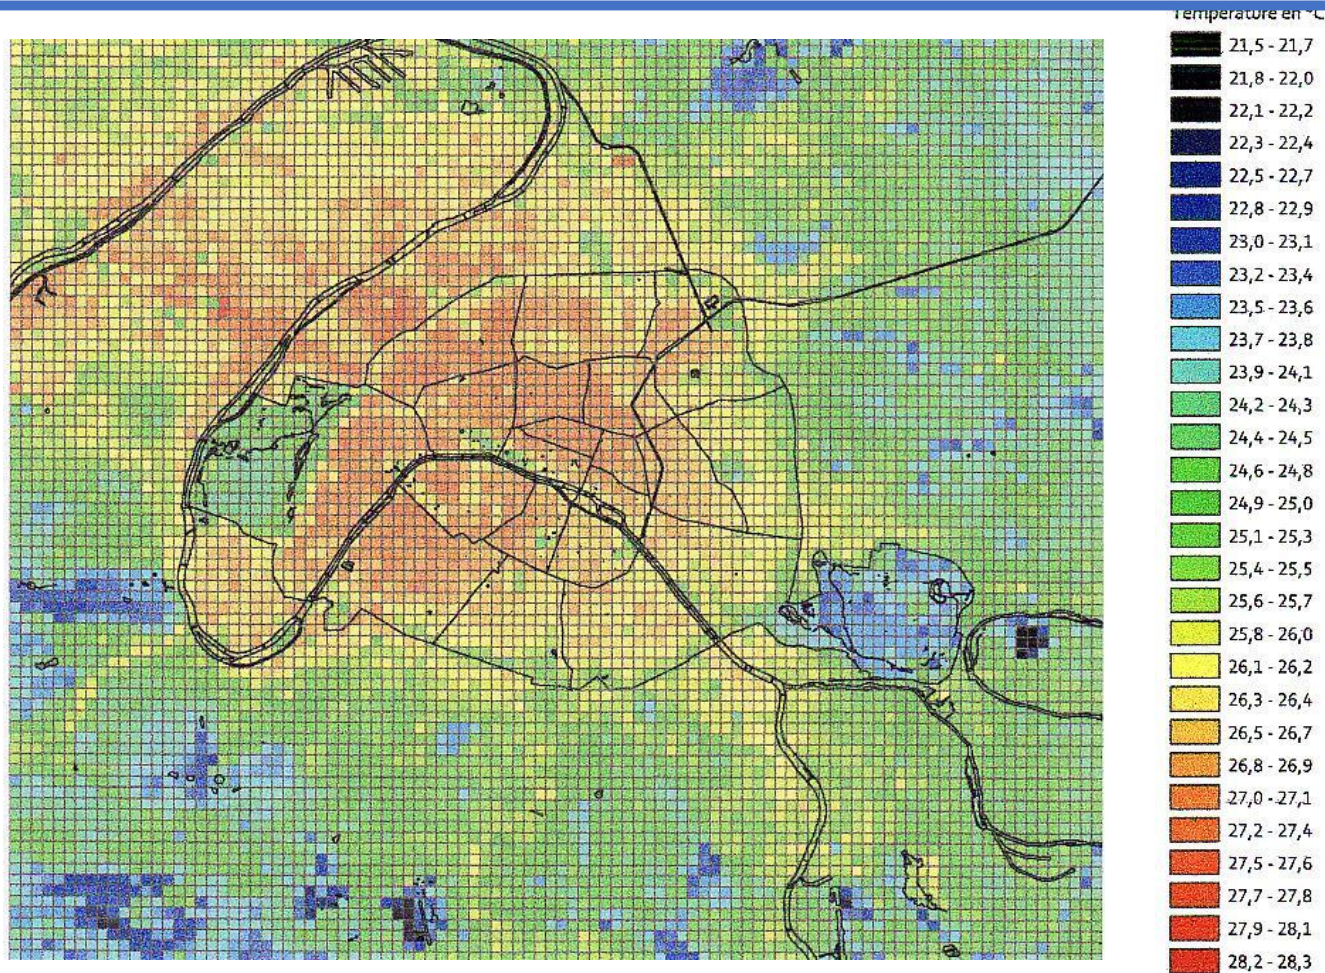 Température en °C
21,5 - 21,7
21,8 - 22,0
22,1 - 22,2
22,3 - 22,4
22,5 - 22,7
22,8 - 22,9
23,0 - 23,1
23,2 - 23,4
23,5 - 23,6
23,7 - 23,8
23,9 - 24,1
24,2 - 24,3
24,4 - 24,5
24,6 - 24,8
24,9 - 25,0
25,1 - 25,3
25,4 - 25,5
25,6 - 25,7
25,8 - 26,0
26,1 - 26,2
26,3 - 26,4
26,5 - 26,7
26,8 - 26,9
27,0 - 27,1
27,2 - 27,4
27,5 - 27,6
27,7 - 27,8
27,9 - 28,1
28,2 - 28,3